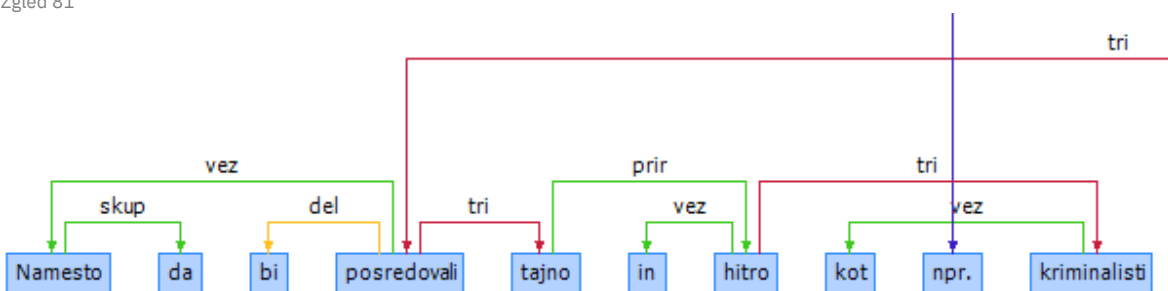 Zgled 81
tri
vez prir tri
skup del tri vez vez
Namesto da bi posredovali tajno in hitro kot npr. kriminalisti